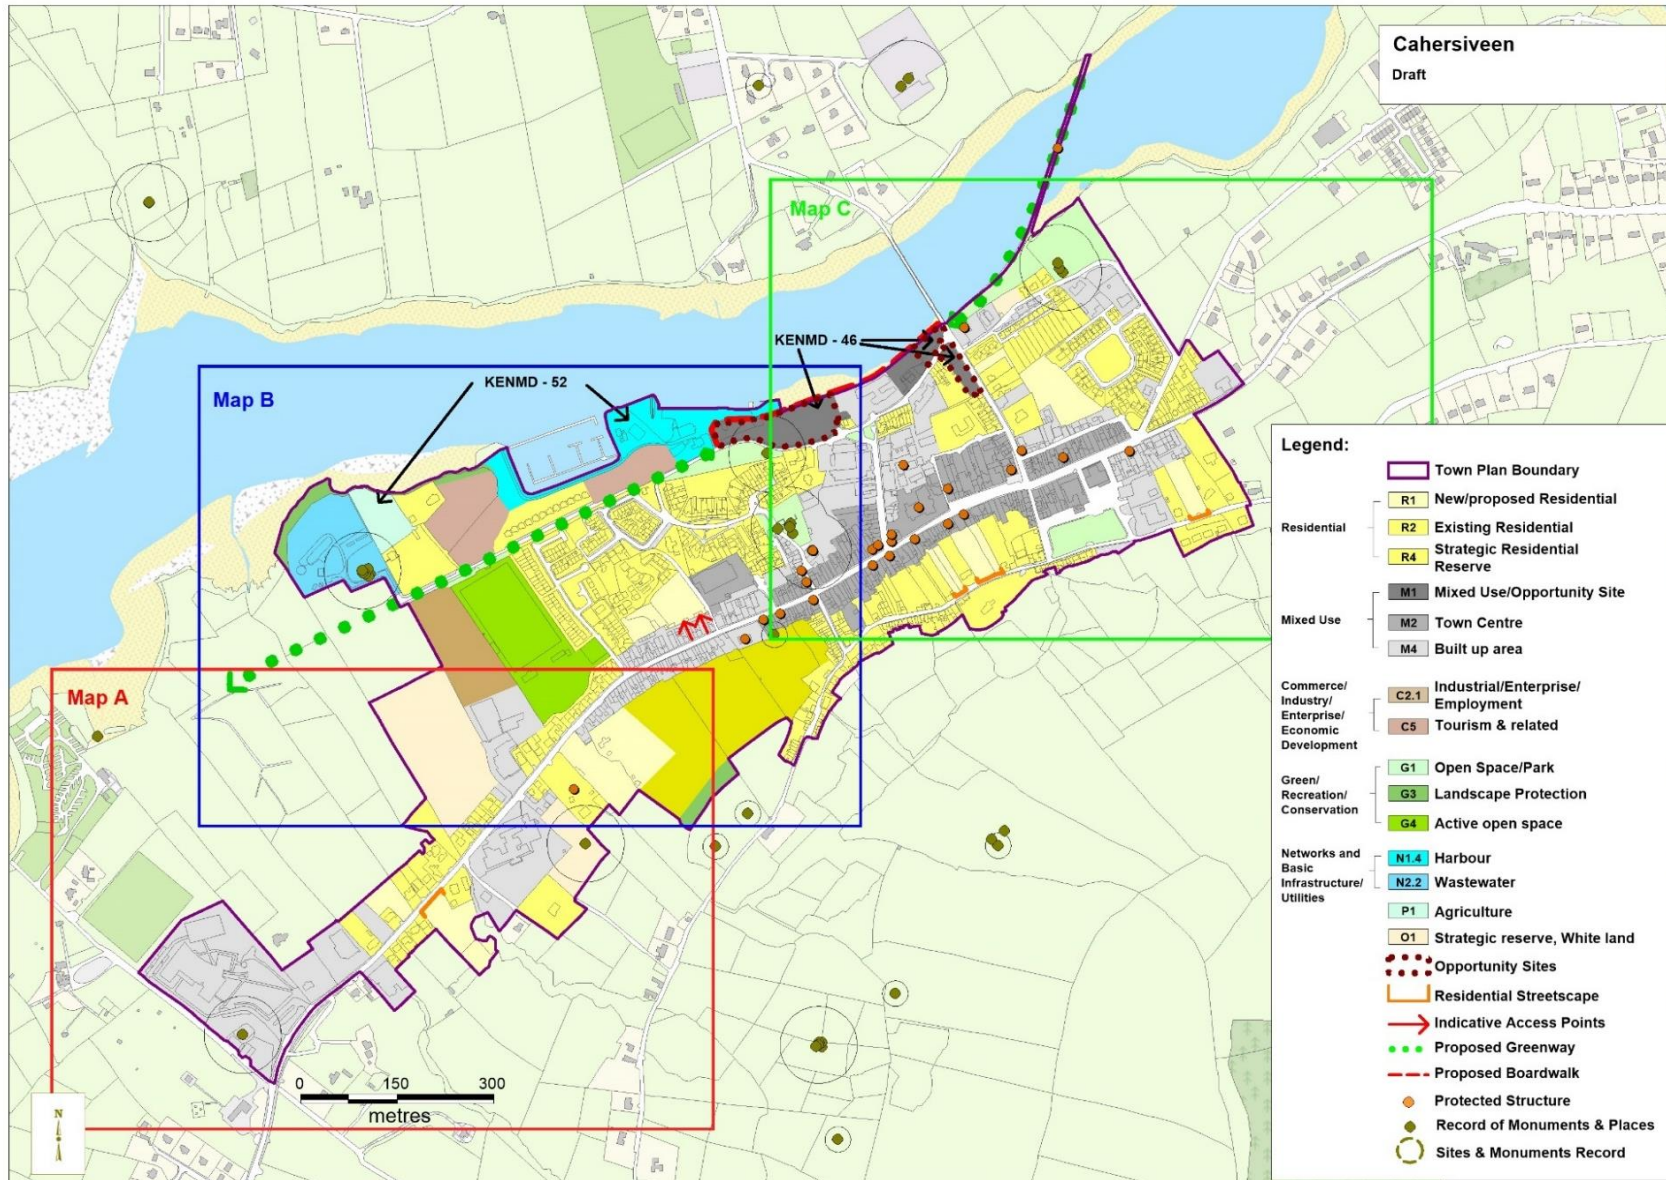 Cahersiveen
Draft
Map C
KENMD - 46
KENMD - 52
Map B
Map A
0 150 300
metres
N
Legend:
Town Plan Boundary
Residential
R1 New/proposed Residential
R2 Existing Residential
R4 Strategic Residential
Reserve
Mixed Use
M1 Mixed Use/Opportunity Site
M2 Town Centre
M4 Built up area
Commerce/
Industry/
Enterprise/
Economic
Development
C2.1 Industrial/Enterprise/
Employment
C5 Tourism & related
Green/
Recreation/
Conservation
G1 Open Space/Park
G3 Landscape Protection
G4 Active open space
Networks and
Basic
Infrastructure/
Utilities
N1.4 Harbour
N2.2 Wastewater
P1 Agriculture
O1 Strategic reserve, White land
Opportunity Sites
Residential Streetscape
Indicative Access Points
Proposed Greenway
Proposed Boardwalk
Protected Structure
Record of Monuments & Places
Sites & Monuments Record